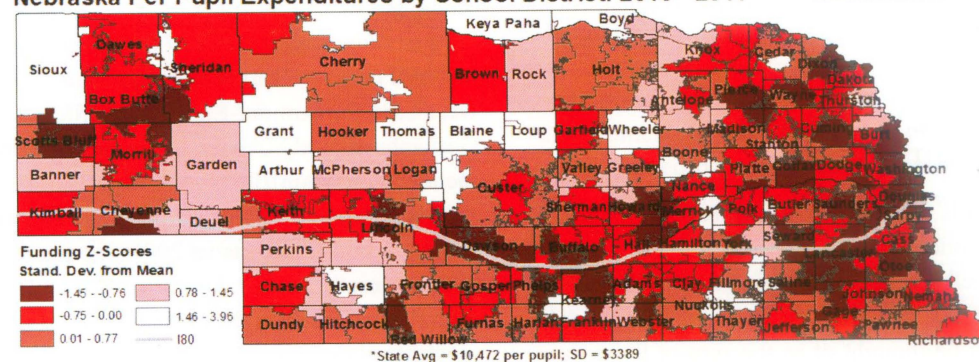 Nebraska Per Pupil Expenditures by School District: 2010
Keya Paha Boyd
Dawes Sheridan Cherry Knox Cedar
Sioux Brown Rock Holt Dixon
Box Butte Antelope Pierce Wayne Dakota
Thurston
Scotts Bluff Grant Hooker Thomas Blaine Loup Garfield Wheeler Madison Stanton Cuming Burt
Morrill Garden Boone
Banner Arthur McPherson Logan Custer Valley Greeley Platte Colfax Dodge Washington
Nance
Kimball Cheyenne Deuel Keith Lincoln Sherman Howard Merrick Polk Butler Saunders Douglas
Sarpy
Perkins Dawson Buffalo Hall Hamilton York Seward Lancaster Cass
Otoe
Chase Hayes Frontier Gosper Phelps Kearney Adams Clay Fillmore Saline Johnson Nemaha
Gage
Dundy Hitchcock Red Willow Furnas Harlan Franklin Webster Nuckolls Thayer Jefferson Pawnee Richardson
Funding Z-Scores
Stand. Dev. from Mean
-1.45 - -0.76 0.78 - 1.45
-0.75 - 0.00 1.46 - 3.96
0.01 - 0.77 I80
*State Avg = $10,472 per pupil; SD = $3389